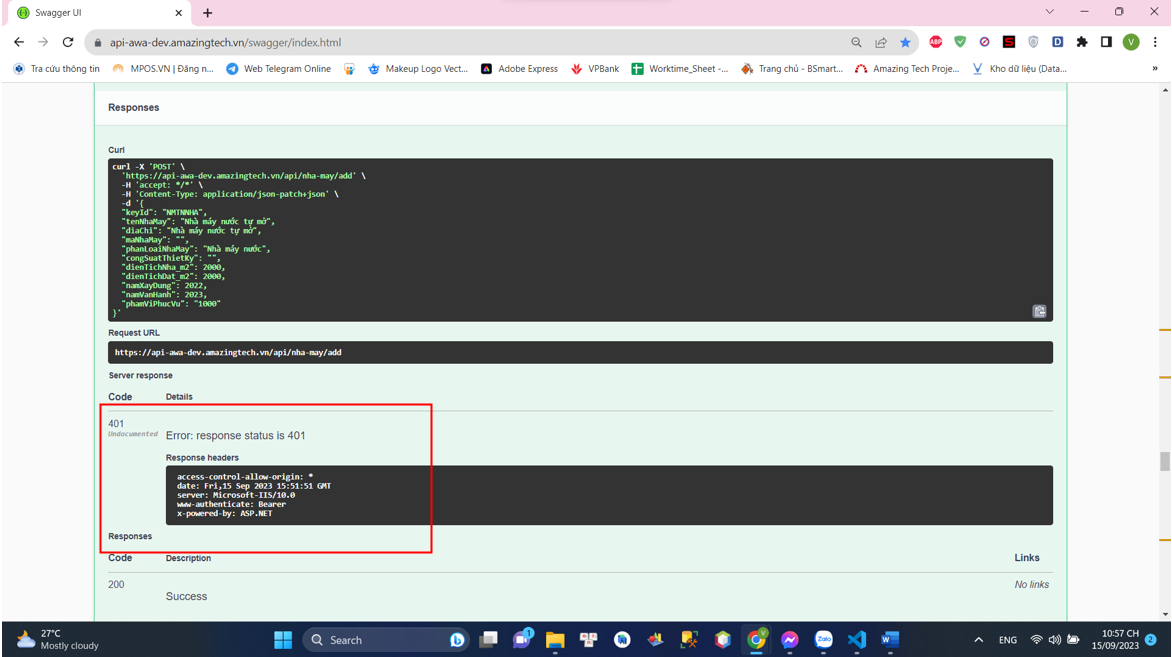 Swagger UI
api-awa-dev.amazingtech.vn/swagger/index.html
ABP
S
D
V
Tra cứu thông tin
MPOS.VN | Đăng n...
Web Telegram Online
Makeup Logo Vect...
Adobe Express
VPBank
Worktime_Sheet -...
Trang chủ - BSmart...
Amazing Tech Proje...
Kho dữ liệu (Data...
»
Responses
Curl
curl -X 'POST' \
'https://api-awa-dev.amazingtech.vn/api/nha-may/add' \
-H 'accept: */*' \
-H 'Content-Type: application/json-patch+json' \
-d '{
"keyId": "NMTNNHA",
"tenNhaMay": "Nhà máy nước tự mở",
"diaChi": "Nhà máy nước tự mở",
"maNhaMay": "",
"phanLoaiNhaMay": "Nhà máy nước",
"congSuatThietKy": "",
"dienTichNha_m2": 2000,
"dienTichDat_m2": 2000,
"namXayDung": 2022,
"namVanHanh": 2023,
"phamViPhucVu": "1000"
}'
Request URL
https://api-awa-dev.amazingtech.vn/api/nha-may/add
Server response
Code Details
401
Undocumented
Error: response status is 401
Response headers
access-control-allow-origin: *
date: Fri,15 Sep 2023 15:51:51 GMT
server: Microsoft-IIS/10.0
www-authenticate: Bearer
x-powered-by: ASP.NET
Responses
Code Description Links
200 No links
Success
27°C
Mostly cloudy
Search
1
V
Zalo
W
ENG
10:57 CH
15/09/2023
2